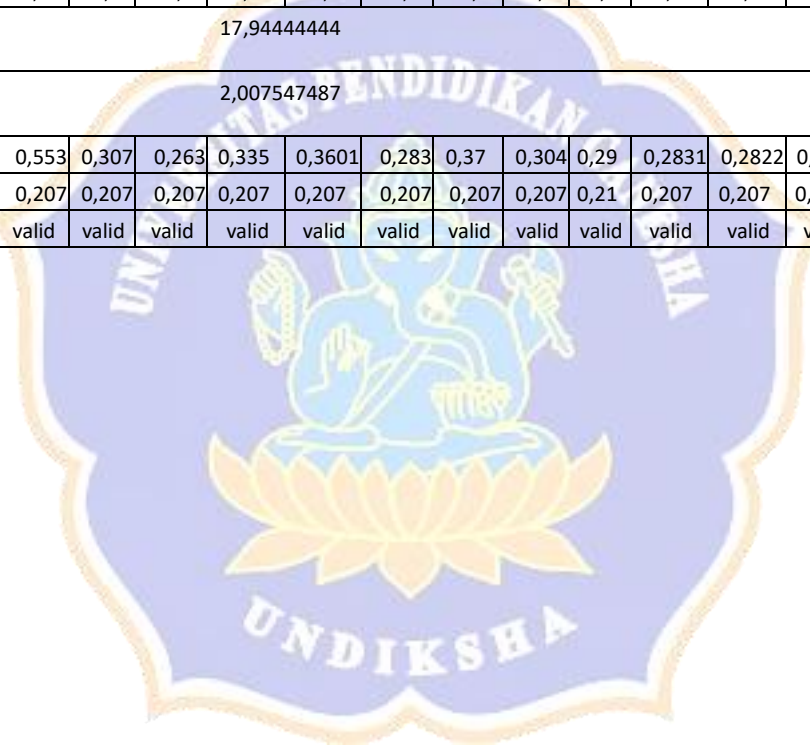 17,94444444
2,007547487
0,553 0,307 0,263 0,335 0,3601 0,283 0,37 0,304 0,29 0,2831 0,2822
0,207 0,207 0,207 0,207 0,207 0,207 0,207 0,207 0,21 0,207 0,207
valid valid valid valid valid valid valid valid valid valid valid
UNIVERSITAS PENDIDIKAN GANESHA
UNDIKSHA